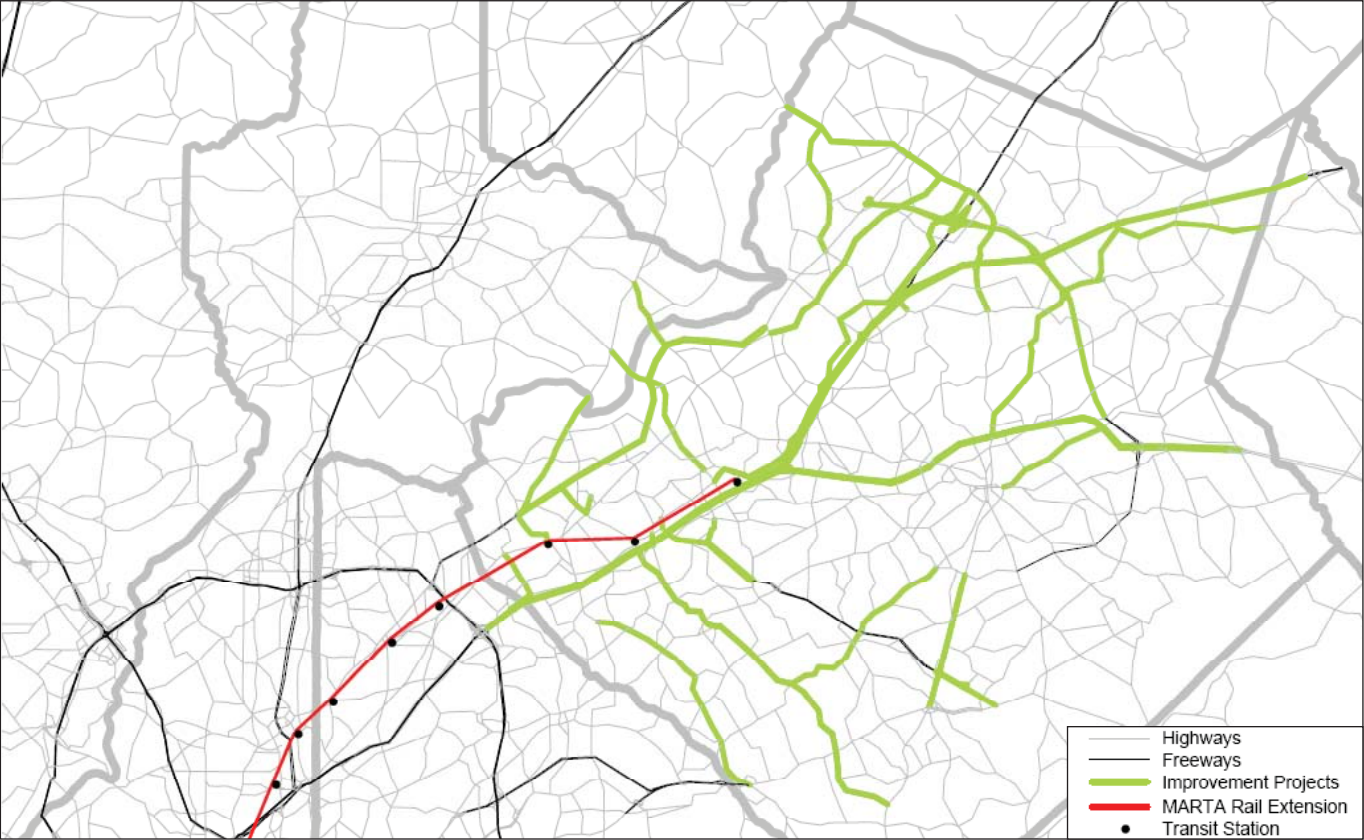 Highways
Freeways
Improvement Projects
MARTA Rail Extension
Transit Station